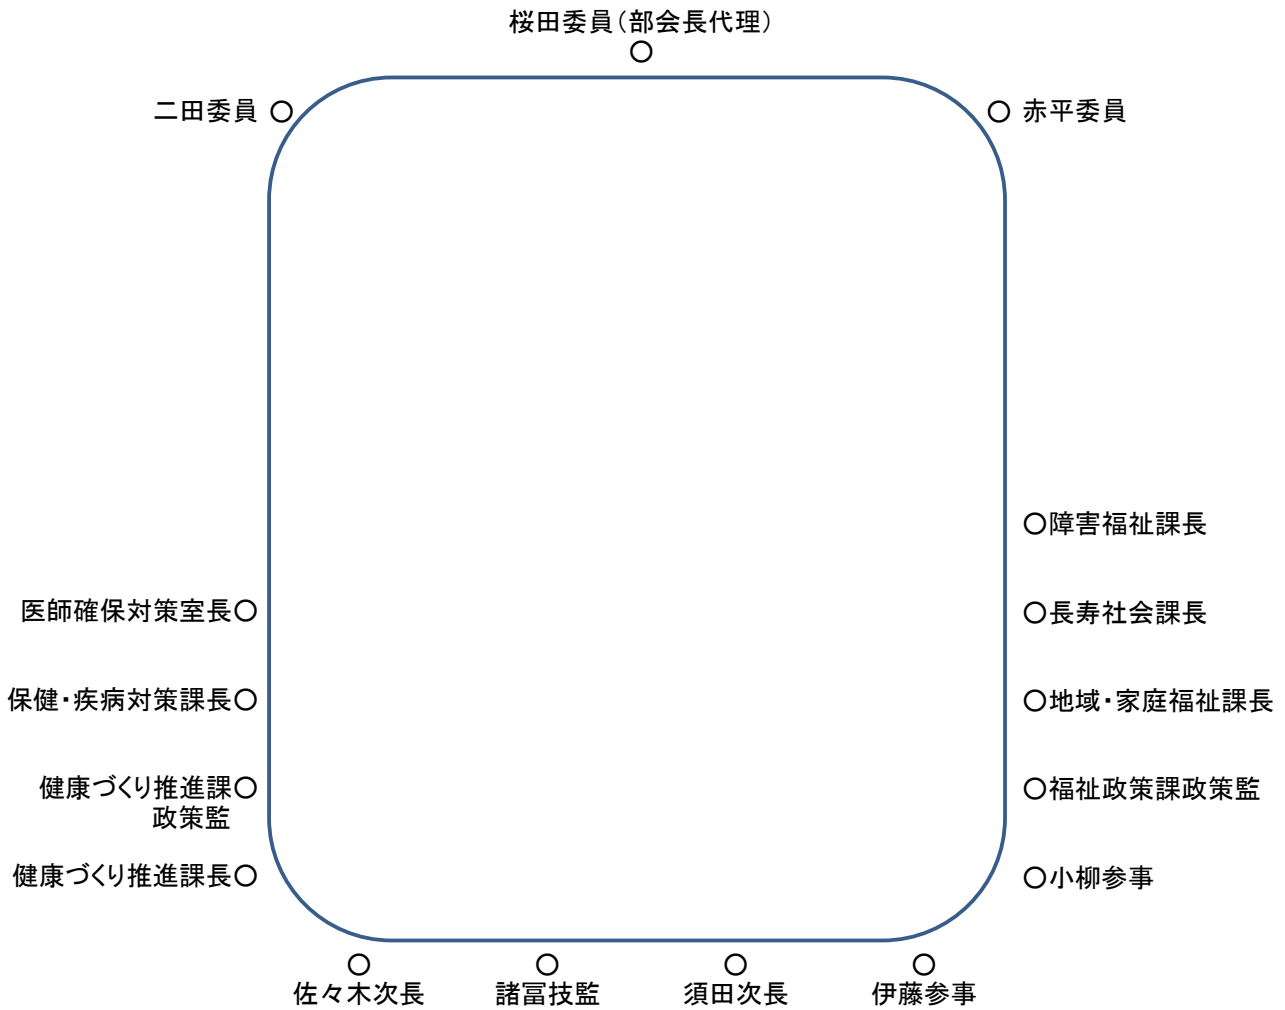 桜田委員（部会長代理）
二田委員 ○
○ 赤平委員
○障害福祉課長
医師確保対策室長○
○長寿社会課長
保健・疾病対策課長○
○地域・家庭福祉課長
健康づくり推進課○
政策監
○福祉政策課政策監
健康づくり推進課長○
○小柳参事
佐々木次長
諸冨技監
須田次長
伊藤参事